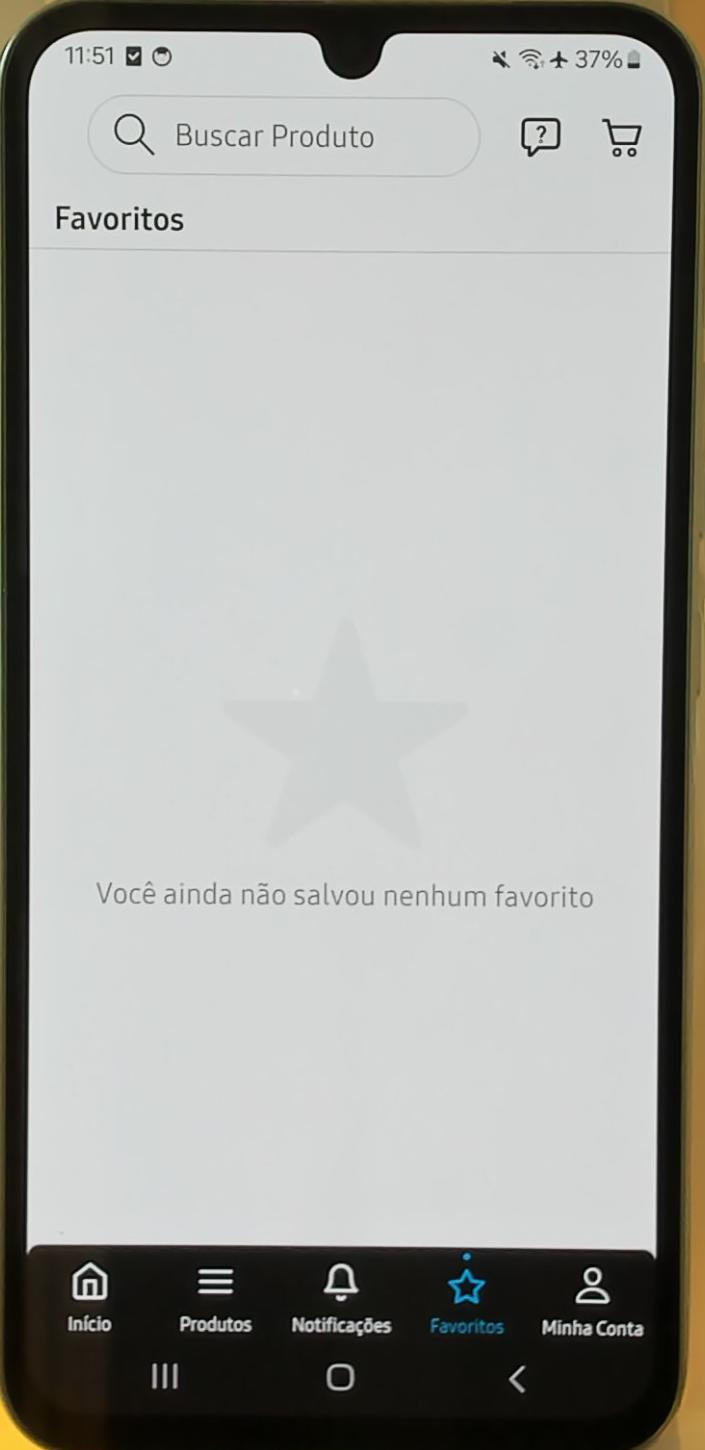 11:51 37%
Buscar Produto
Favoritos
Você ainda não salvou nenhum favorito
Início Produtos Notificações Favoritos Minha Conta